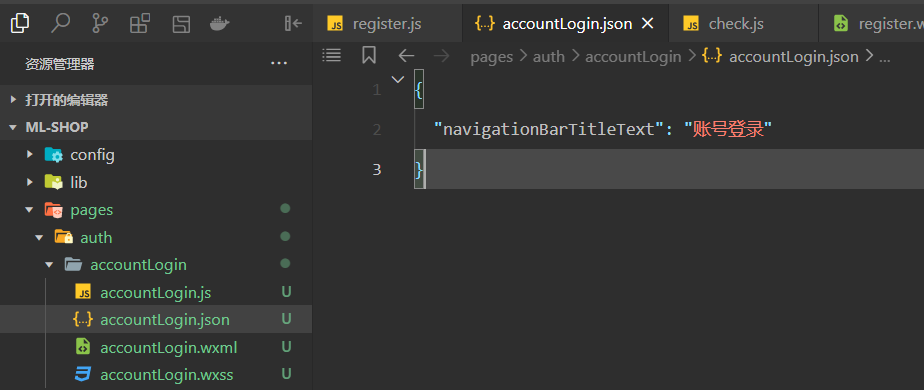 register.js accountLogin.json check.js register.w
资源管理器
pages auth accountLogin {..} accountLogin.json ...
打开的编辑器
ML-SHOP
config
lib
pages
auth
accountLogin
JS accountLogin.js U
{..} accountLogin.json U
accountLogin.wxml U
accountLogin.wxss U
1 {
2 "navigationBarTitleText": "账号登录"
3 }